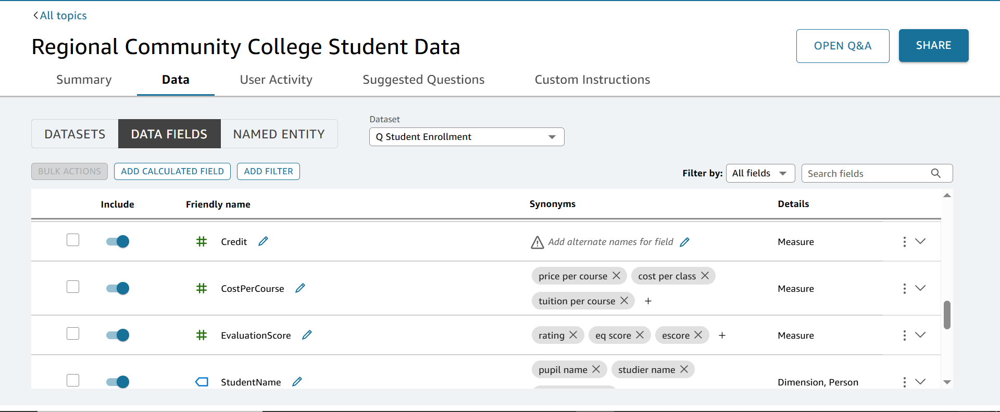 All topics
Regional Community College Student Data
OPEN Q&A
SHARE
Summary
Data
User Activity
Suggested Questions
Custom Instructions
DATASETS
DATA FIELDS
NAMED ENTITY
Dataset
Q Student Enrollment
BULK ACTIONS
ADD CALCULATED FIELD
ADD FILTER
Filter by:
All fields
Search fields
Include
Friendly name
Synonyms
Details
Credit
Add alternate names for field
Measure
CostPerCourse
price per course
cost per class
tuition per course
Measure
EvaluationScore
rating
eq score
escore
Measure
StudentName
pupil name
studier name
Dimension, Person